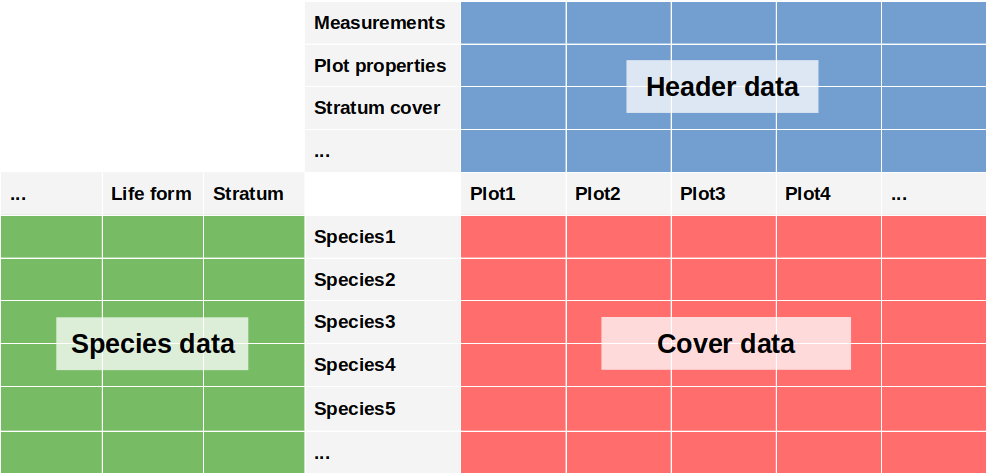 Measurements
Plot properties
Header data
Stratum cover
...
... Life form Stratum Plot1 Plot2 Plot3 Plot4 ...
Species1
Species2
Species3
Species data Cover data
Species4
Species5
...